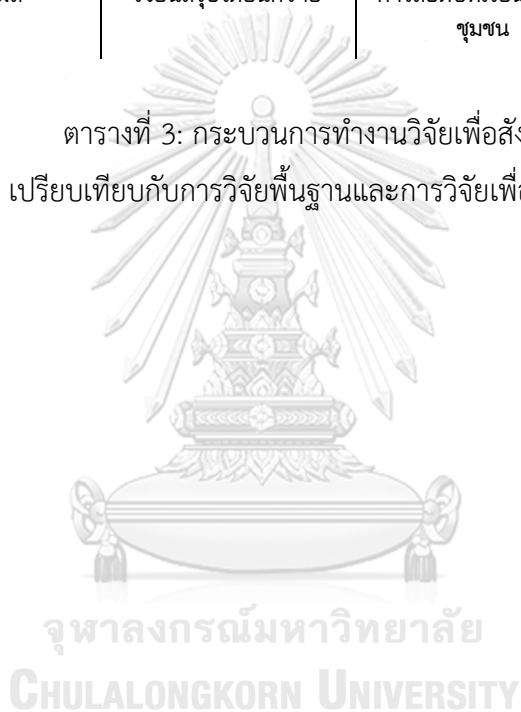 ชุมชน
ตารางที่ 3: กระบวนการทำงานวิจัยเพื่อสัง
เปรียบเทียบกับการวิจัยพื้นฐานและการวิจัยเพื่อ
จุฬาลงกรณ์มหาวิทยาลัย
CHULALONGKORN UNIVERSITY